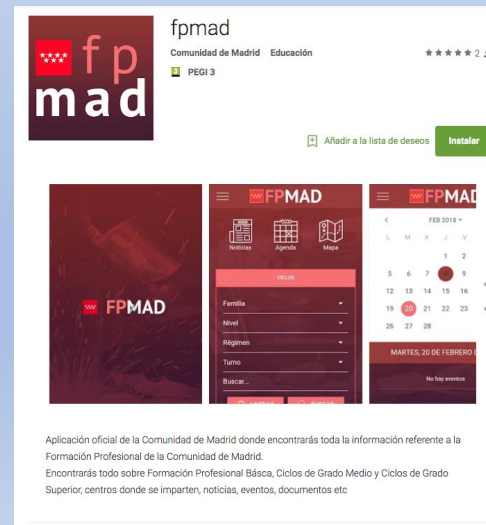 fp
mad
fpmad
Comunidad de Madrid Educación
2
3 PEGI 3
Añadir a la lista de deseos
Instalar
FPMAD
FPMAD
Noticias Agenda Mapa
CICLOS
Familia
Nivel
Régimen
Turno
Buscar...
FPMAD
FEB 2018
L M X J V
1 2
5 6 7 8 9
12 13 14 15 16
19 20 21 22 23
26 27 28
MARTES, 20 DE FEBRERO D
No hay eventos
Aplicación oficial de la Comunidad de Madrid donde encontrarás toda la información referente a la
Formación Profesional de la Comunidad de Madrid.
Encontrarás todo sobre Formación Profesional Básca, Ciclos de Grado Medio y Ciclos de Grado
Superior, centros donde se imparten, noticias, eventos, documentos etc